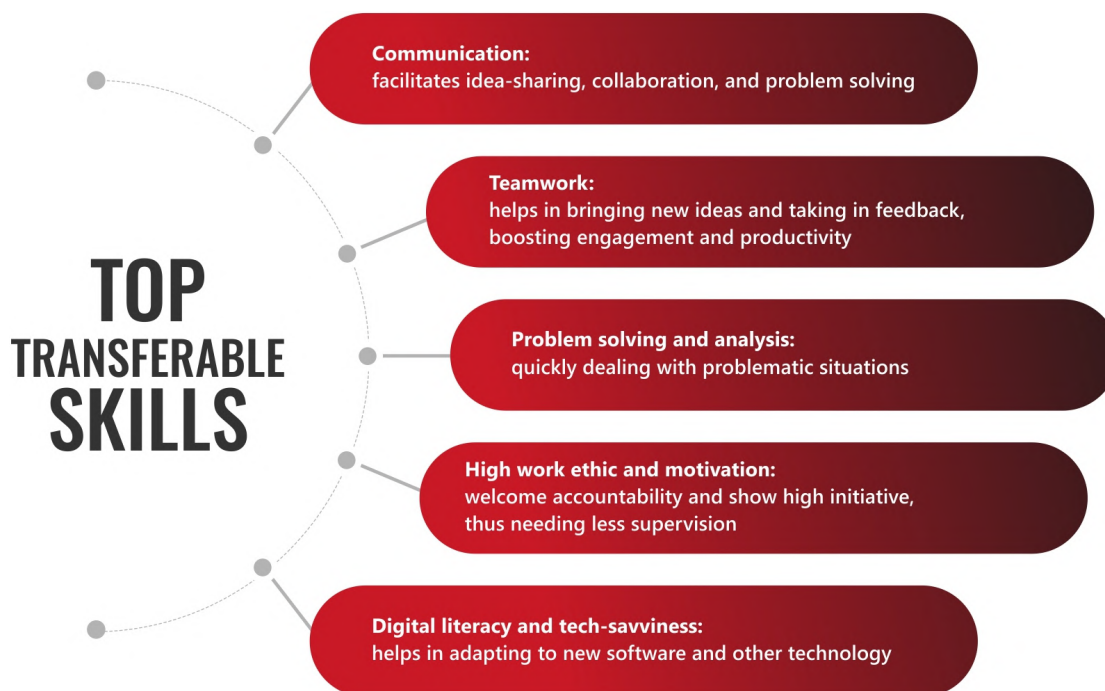 TOP
TRANSFERABLE
SKILLS
Communication:
facilitates idea-sharing, collaboration, and problem solving
Teamwork:
helps in bringing new ideas and taking in feedback,
boosting engagement and productivity
Problem solving and analysis:
quickly dealing with problematic situations
High work ethic and motivation:
welcome accountability and show high initiative,
thus needing less supervision
Digital literacy and tech-savviness:
helps in adapting to new software and other technology